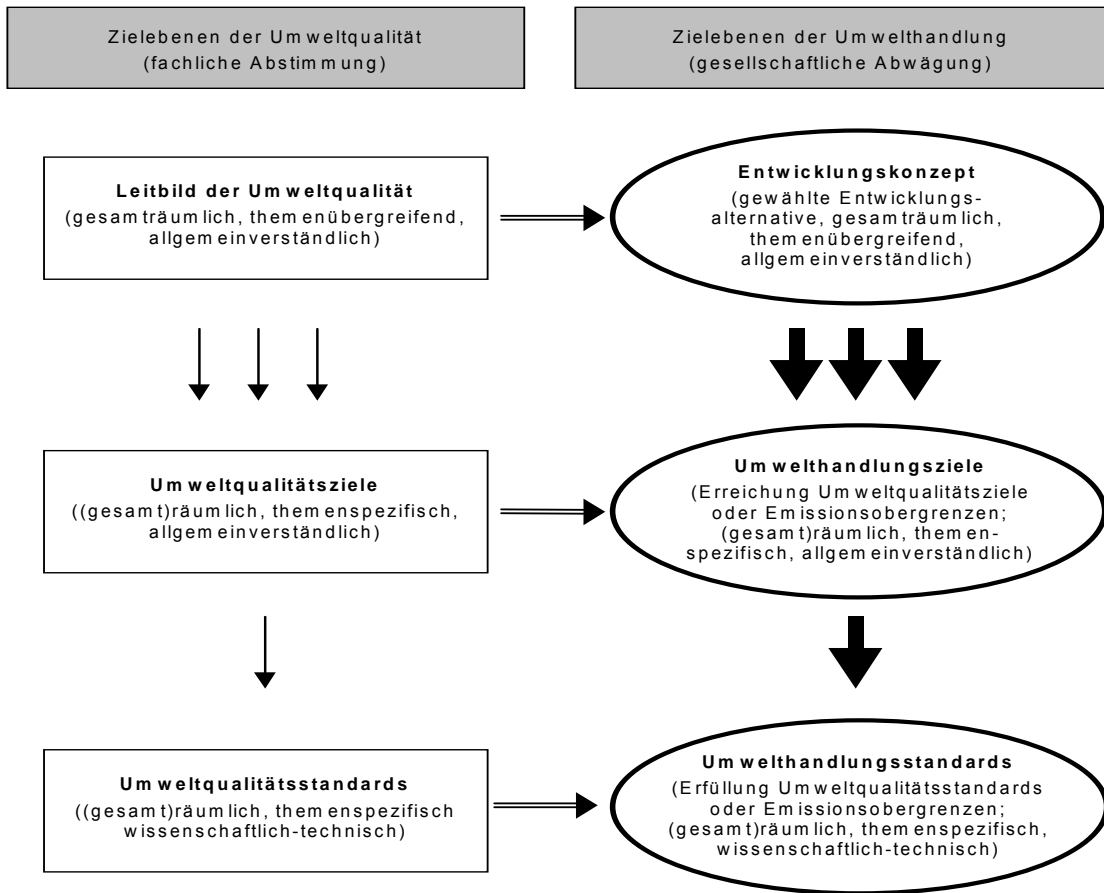 Zielebenen der Umweltqualität
(fachliche Abstimmung)
Zielebenen der Umwelthandlung
(gesellschaftliche Abwägung)
Leitbild der Umweltqualität
(gesamträumlich, themenübergreifend,
allgemeinverständlich)
Entwicklungskonzept
(gewählte Entwicklungs-
alternative, gesamträumlich,
themenübergreifend,
allgemeinverständlich)
Umweltqualitätsziele
((gesamt)räumlich, themenspezifisch,
allgemeinverständlich)
Umwelthandlungsziele
(Erreichung Umweltqualitätsziele
oder Emissionsobergrenzen;
(gesamt)räumlich, themen-
spezifisch, allgemeinverständlich)
Umweltqualitätsstandards
((gesamt)räumlich, themenspezifisch
wissenschaftlich-technisch)
Umwelthandlungsstandards
(Erfüllung Umweltqualitätsstandards
oder Emissionsobergrenzen;
(gesamt)räumlich, themenspezifisch,
wissenschaftlich-technisch)